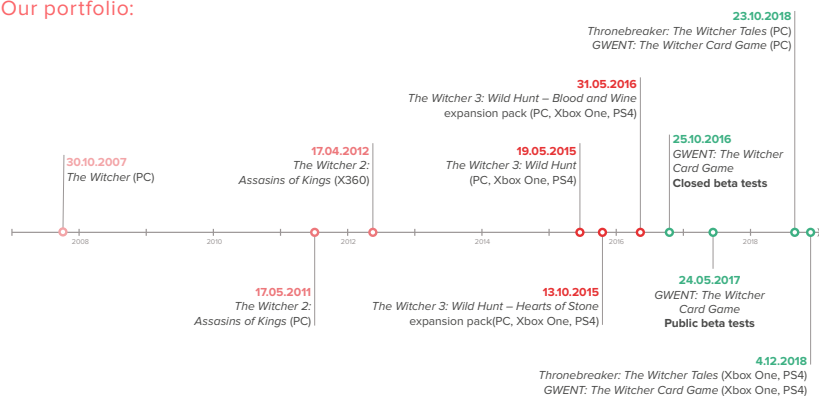 Our portfolio:
23.10.2018
Thronebreaker: The Witcher Tales (PC)
GWENT: The Witcher Card Game (PC)
31.05.2016
The Witcher 3: Wild Hunt – Blood and Wine
expansion pack (PC, Xbox One, PS4)
25.10.2016
GWENT: The Witcher
Card Game
Closed beta tests
17.04.2012
The Witcher 2:
Assasins of Kings (X360)
19.05.2015
The Witcher 3: Wild Hunt
(PC, Xbox One, PS4)
30.10.2007
The Witcher (PC)
2008
2010
2012
2014
2016
2018
17.05.2011
The Witcher 2:
Assasins of Kings (PC)
13.10.2015
The Witcher 3: Wild Hunt – Hearts of Stone
expansion pack(PC, Xbox One, PS4)
24.05.2017
GWENT: The Witcher
Card Game
Public beta tests
4.12.2018
Thronebreaker: The Witcher Tales (Xbox One, PS4)
GWENT: The Witcher Card Game (Xbox One, PS4)